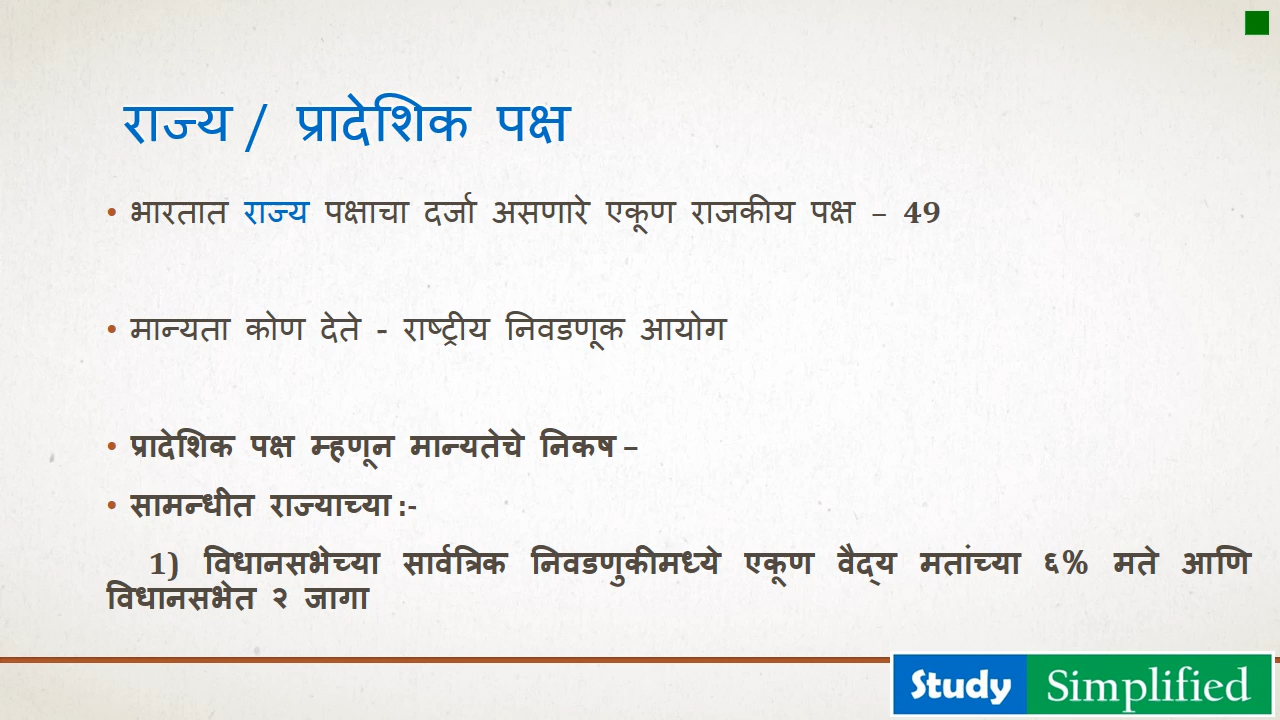 राज्य / प्रादेशिक पक्ष
• भारतात राज्य पक्षाचा दर्जा असणारे एकूण राजकीय पक्ष – 49
• मान्यता कोण देते - राष्ट्रीय निवडणूक आयोग
• प्रादेशिक पक्ष म्हणून मान्यतेचे निकष –
• सामन्धीत राज्याच्या :-
1) विधानसभेच्या सार्वत्रिक निवडणुकीमध्ये एकूण वैद्य मतांच्या ६% मते आणि
विधानसभेत २ जागा
Study Simplified